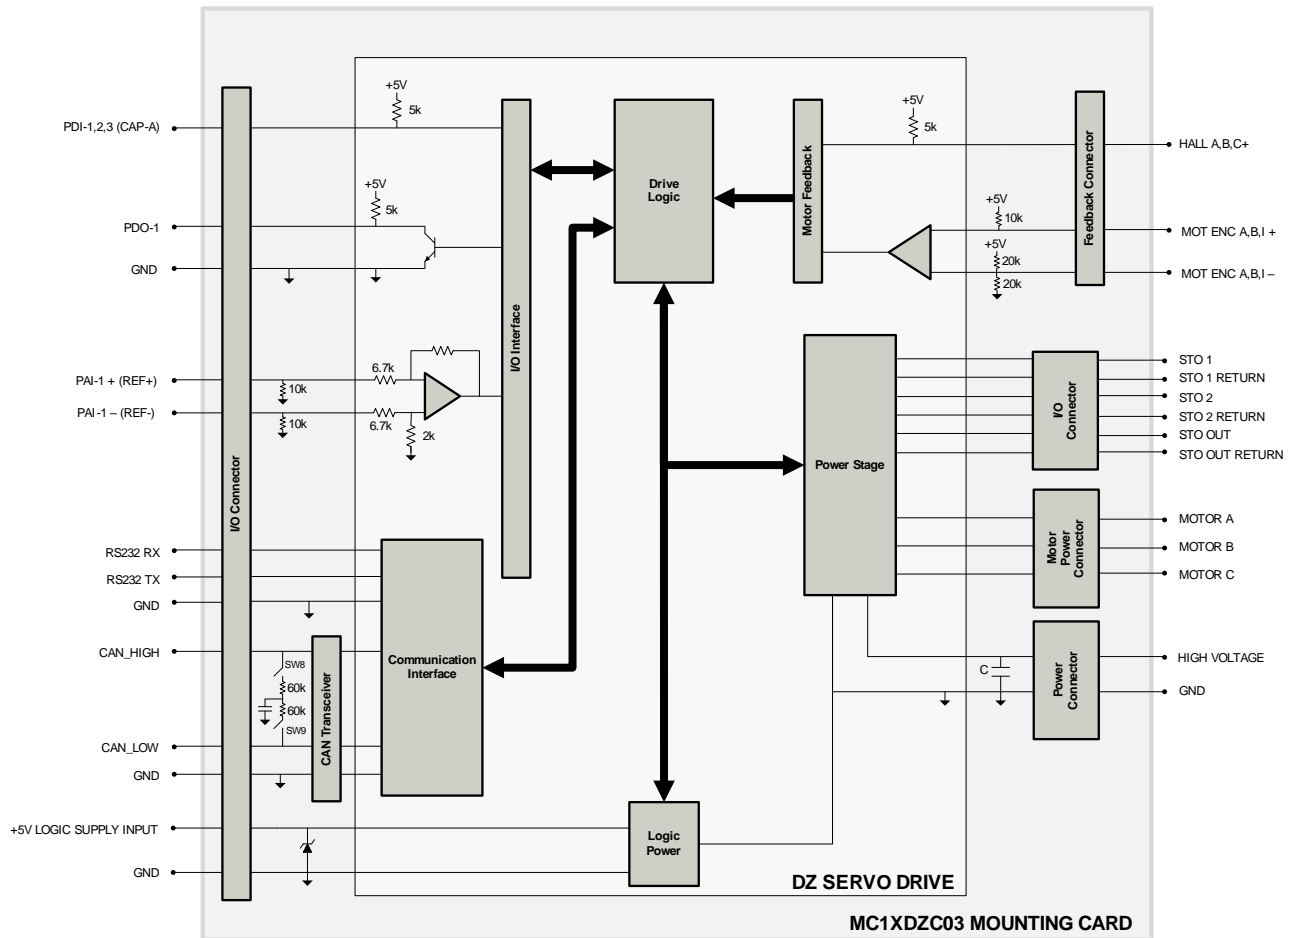 +5V
5k
PDI-1,2,3 (CAP-A)
+5V
5k
PDO-1
GND
PAI-1 + (REF+)
10k
6.7k
PAI-1 – (REF-)
10k
6.7k
2k
I/O Connector
I/O Interface
Drive
Logic
Motor Feedback
+5V
5k
HALL A,B,C+
Feedback Connector
+5V
10k
MOT ENC A,B,I +
+5V
20k
MOT ENC A,B,I –
20k
Power Stage
I/O
Connector
STO 1
STO 1 RETURN
STO 2
STO 2 RETURN
STO OUT
STO OUT RETURN
Motor
Power
Connector
MOTOR A
MOTOR B
MOTOR C
Power
Connector
C
HIGH VOLTAGE
GND
RS232 RX
RS232 TX
GND
CAN_HIGH
SW8
60k
60k
SW9
CAN Transceiver
Communication
Interface
CAN_LOW
GND
+5V LOGIC SUPPLY INPUT
GND
Logic
Power
DZ SERVO DRIVE
MC1XDZC03 MOUNTING CARD